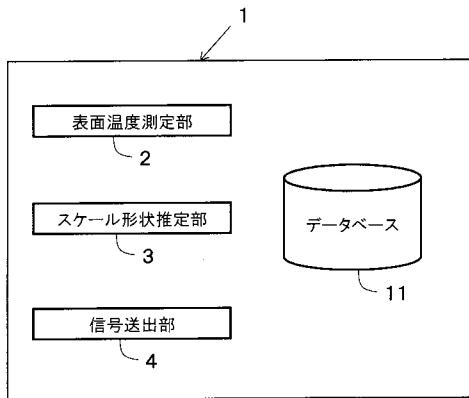 1
表面温度測定部
2
スケール形状推定部
3
データベース
11
信号送出部
4